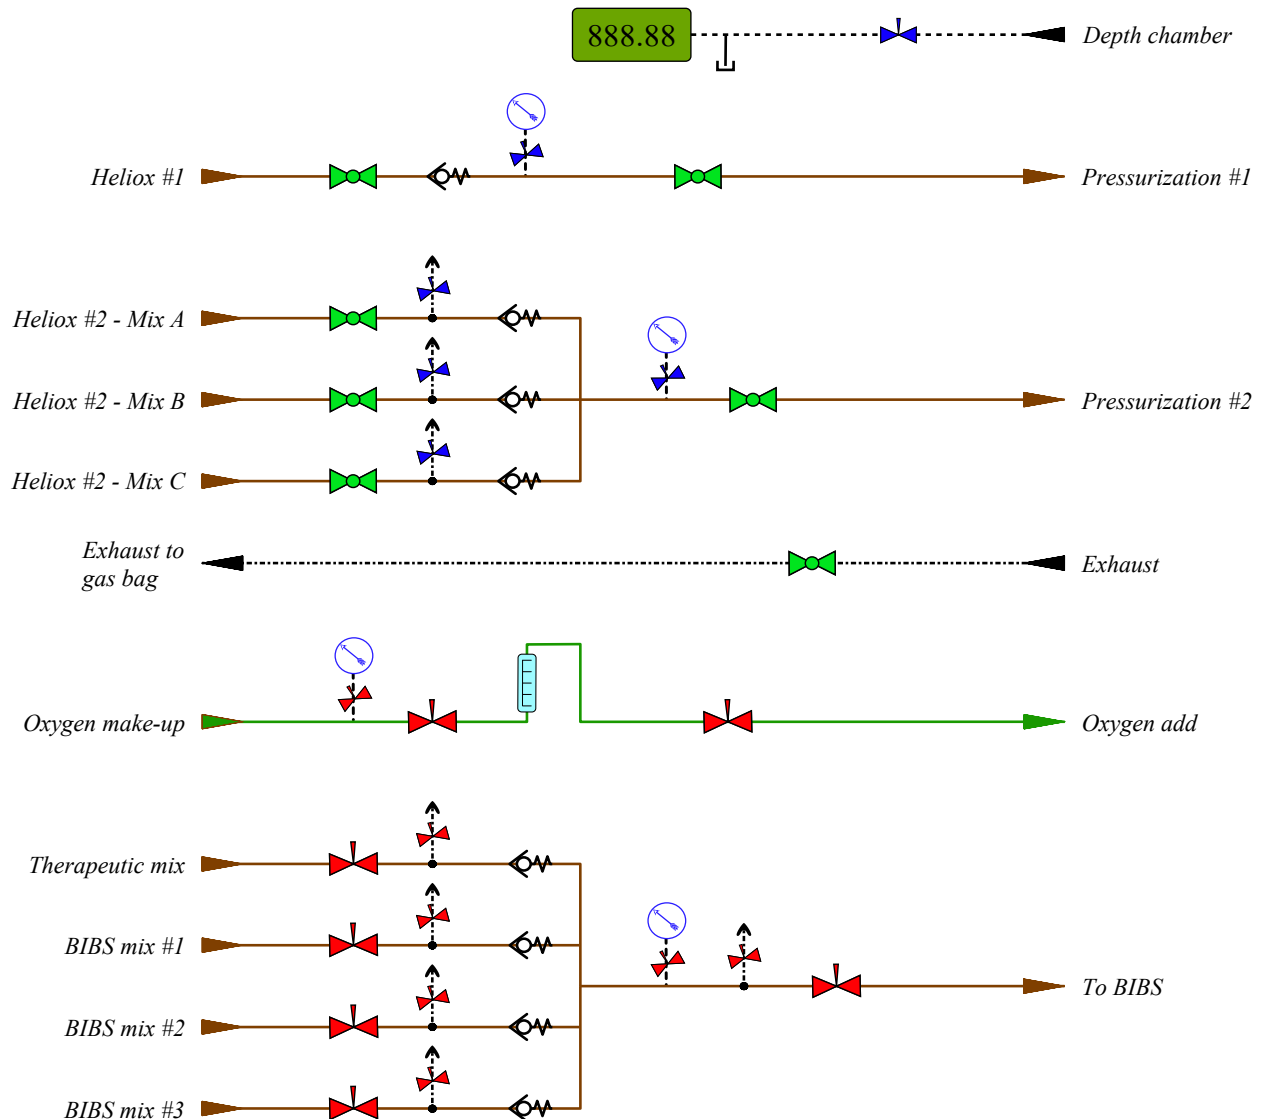 888.88
Depth chamber
Heliox #1
Pressurization #1
Heliox #2 - Mix A
Heliox #2 - Mix B
Pressurization #2
Heliox #2 - Mix C
Exhaust to
gas bag
Exhaust
Oxygen make-up
Oxygen add
Therapeutic mix
BIBS mix #1
To BIBS
BIBS mix #2
BIBS mix #3